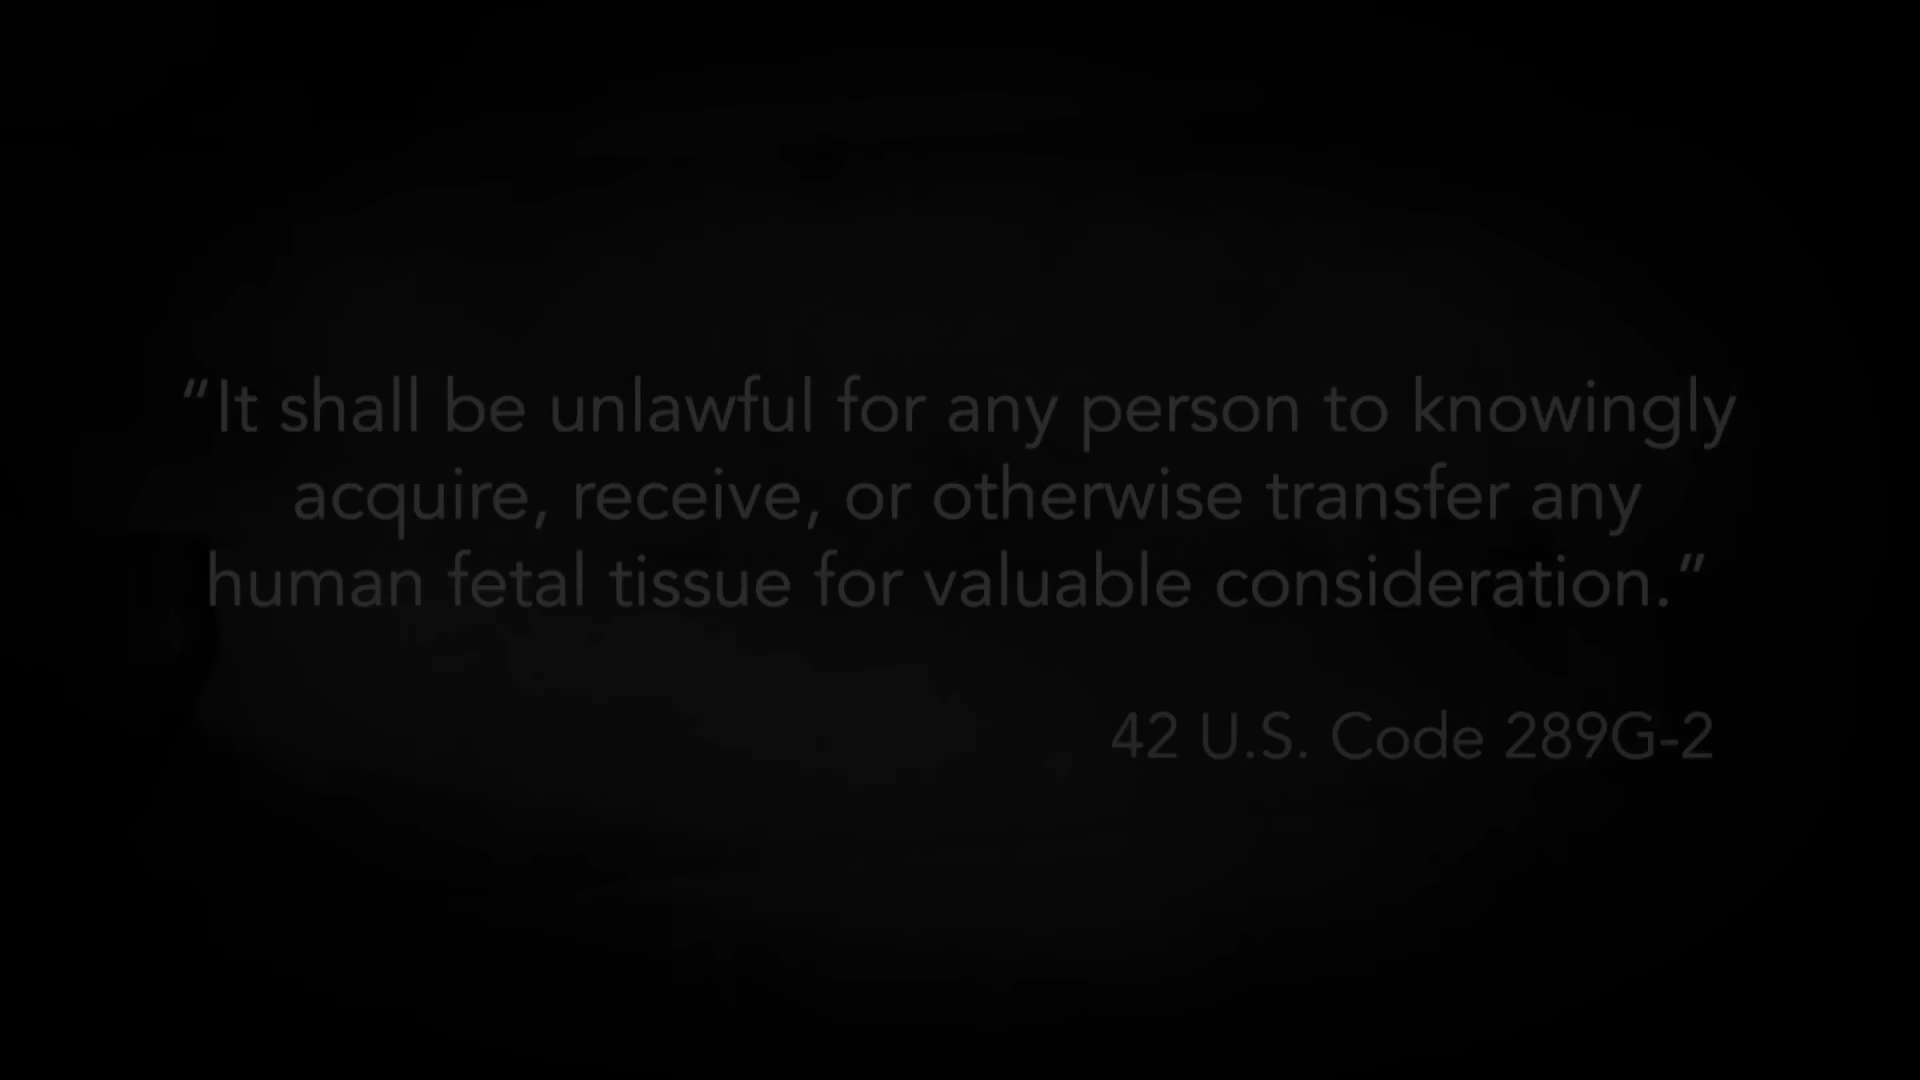 “It shall be unlawful for any person to knowingly
acquire, receive, or otherwise transfer any
human fetal tissue for valuable consideration.”
42 U.S. Code 289G-2